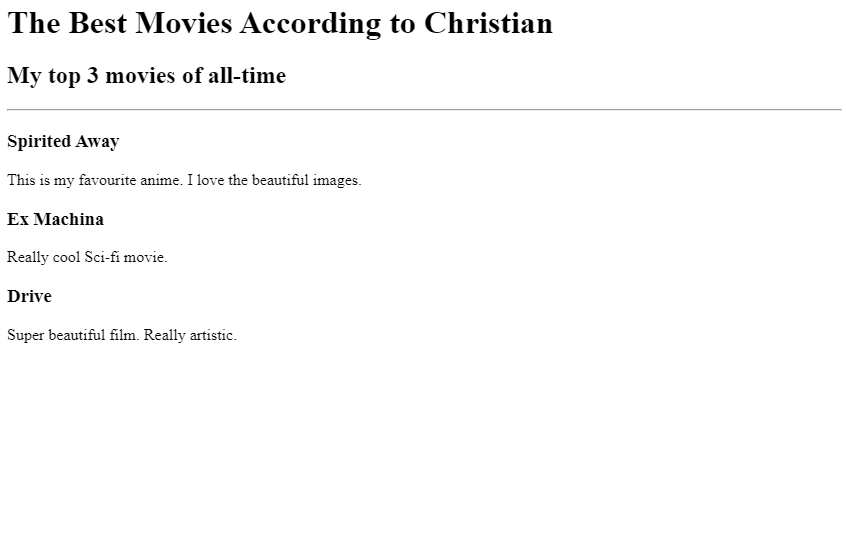 The Best Movies According to Christian
My top 3 movies of all-time
Spirited Away
This is my favourite anime. I love the beautiful images.
Ex Machina
Really cool Sci-fi movie.
Drive
Super beautiful film. Really artistic.